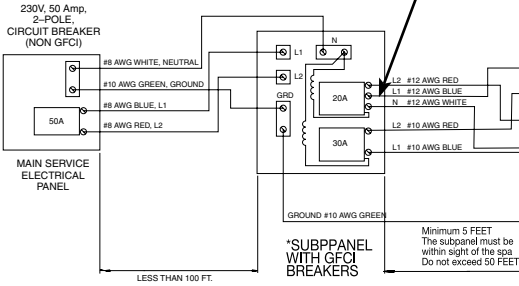 230V, 50 Amp,
2–POLE,
CIRCUIT BREAKER
(NON GFCI)
#8 AWG WHITE, NEUTRAL
#10 AWG GREEN, GROUND
#8 AWG BLUE, L1
50A
#8 AWG RED, L2
MAIN SERVICE
ELECTRICAL
PANEL
N
L1
L2
GRD
20A
30A
L2 #12 AWG RED
L1 #12 AWG BLUE
N #12 AWG WHITE
L2 #10 AWG RED
L1 #10 AWG BLUE
GROUND #10 AWG GREEN
*SUBPPANEL
WITH GFCI
BREAKERS
Minimum 5 FEET
The subpanel must be
within sight of the spa
Do not exceed 50 FEET
LESS THAN 100 FT.